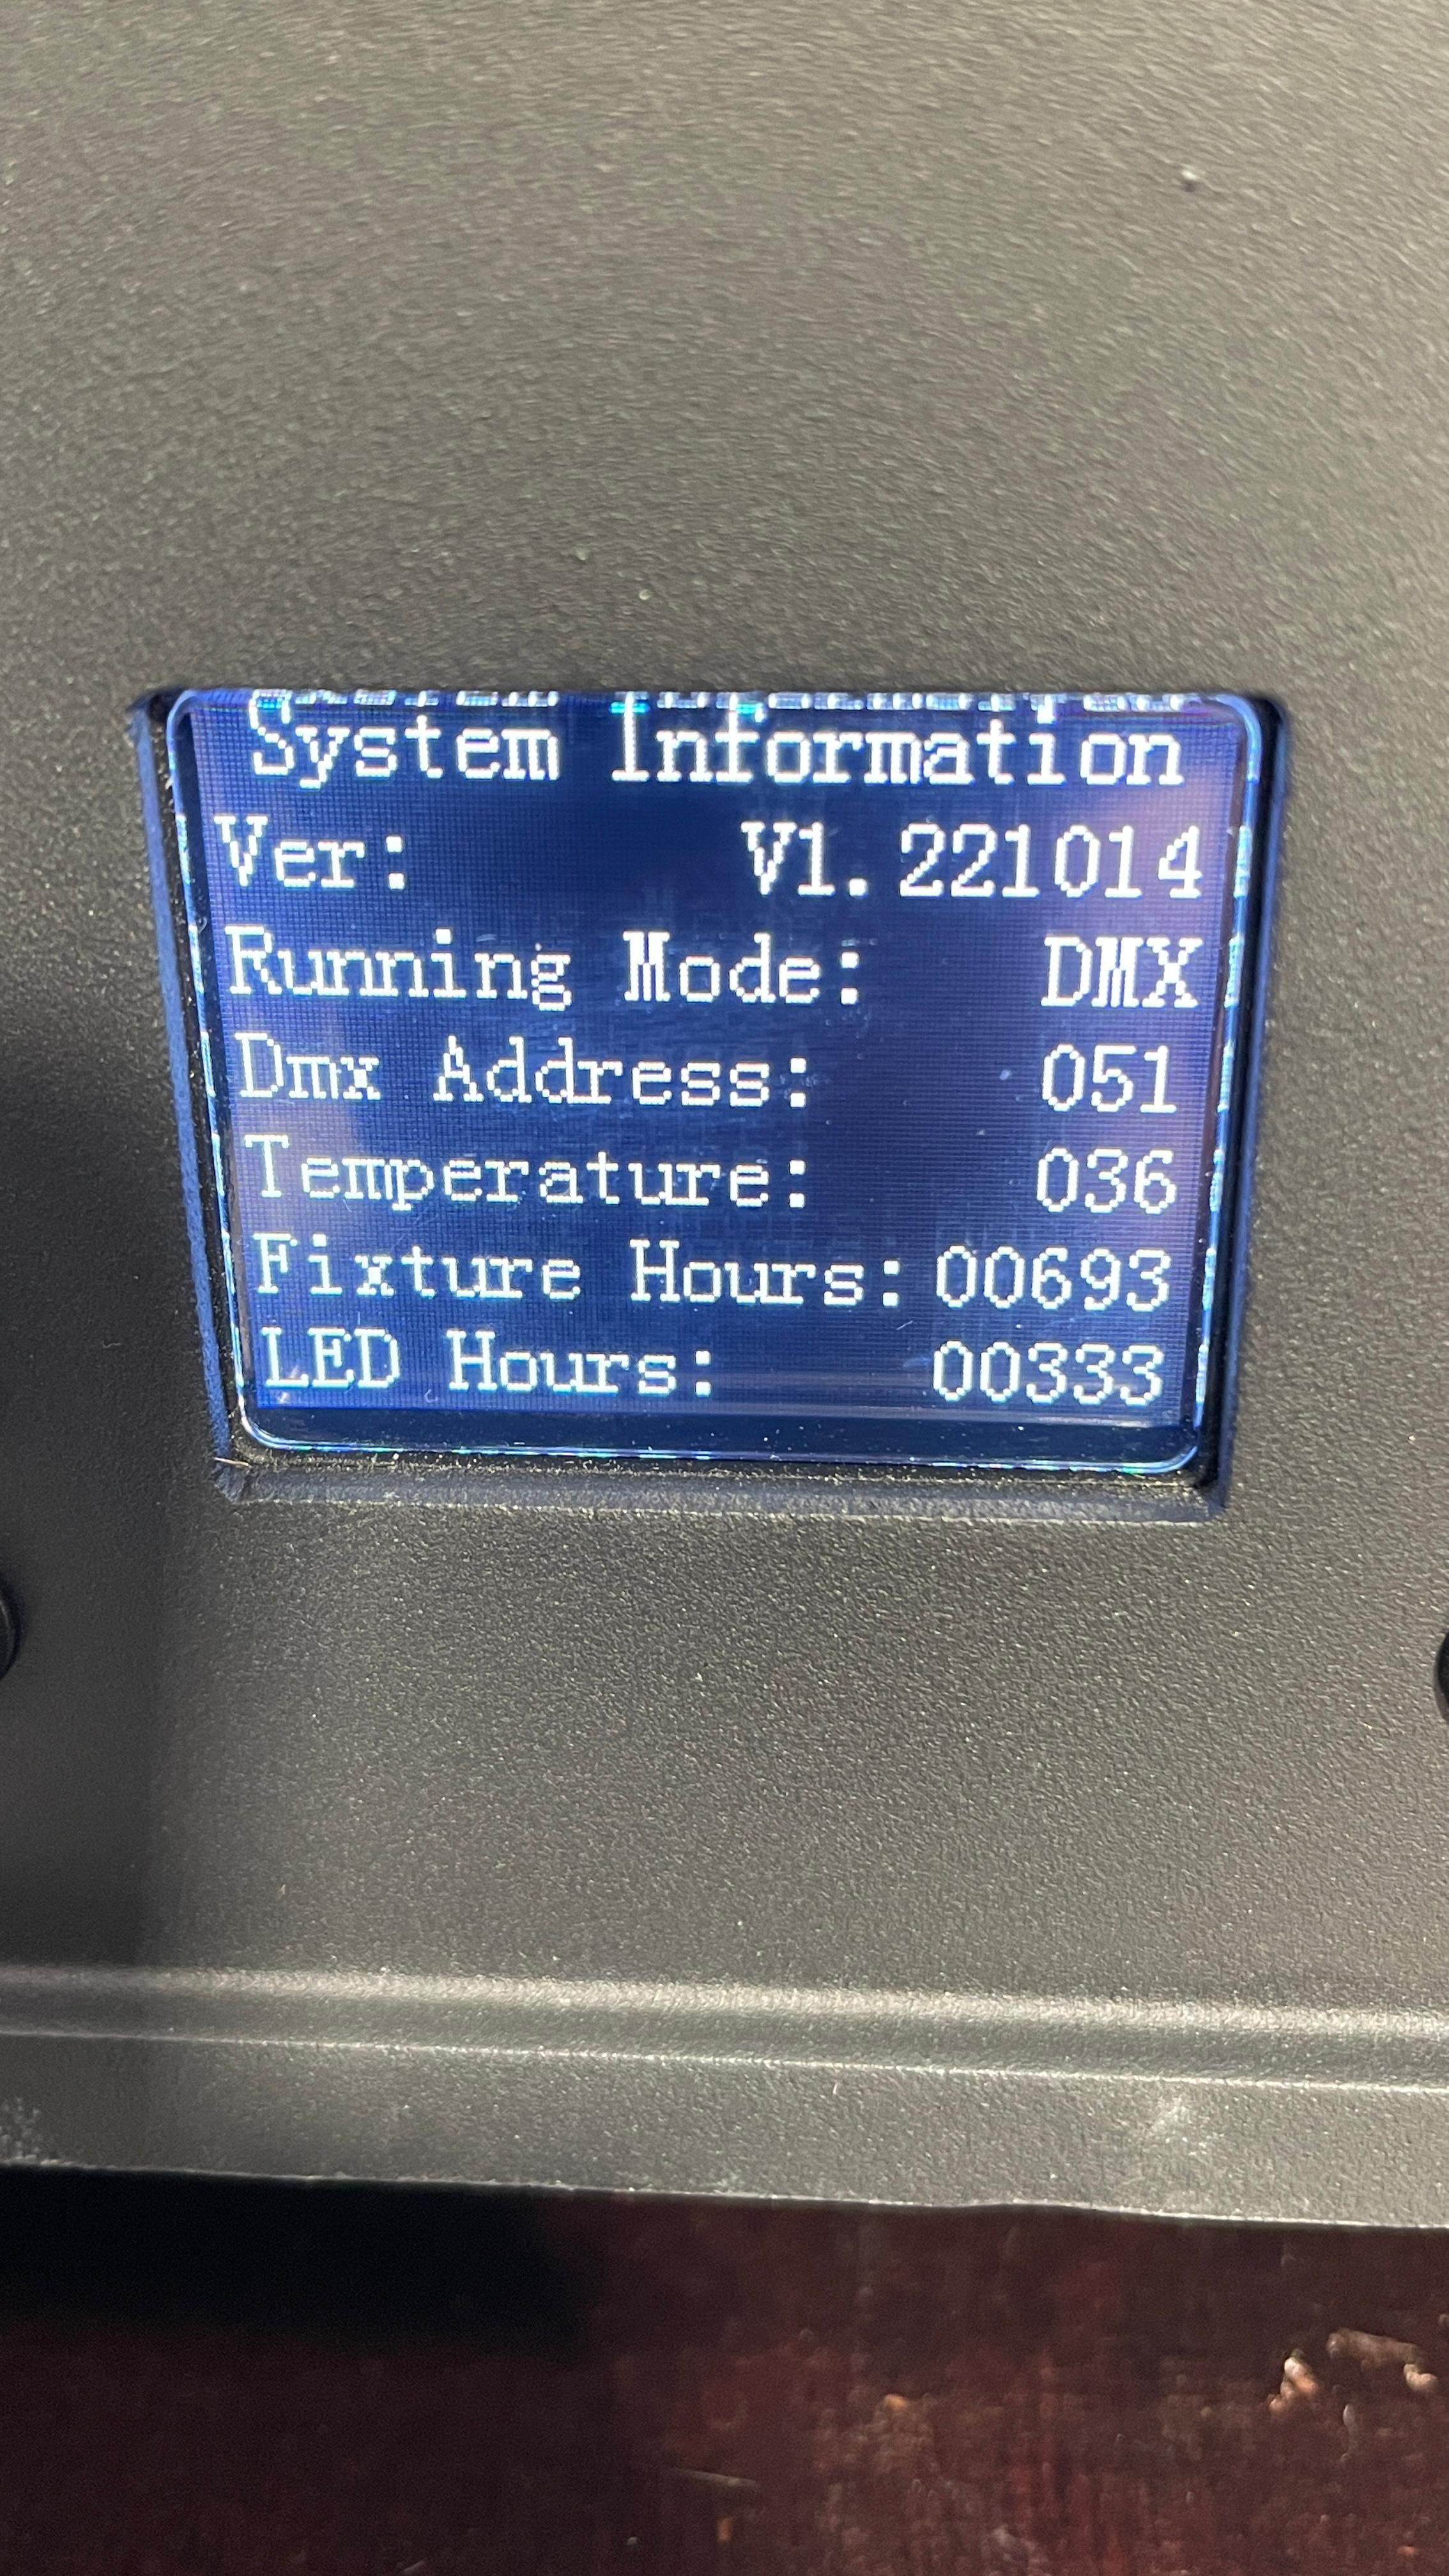 System Information
Ver: V1.221014
Running Mode: DMX
Dmx Address: 051
Temperature: 036
Fixture Hours: 00693
LED Hours: 00333